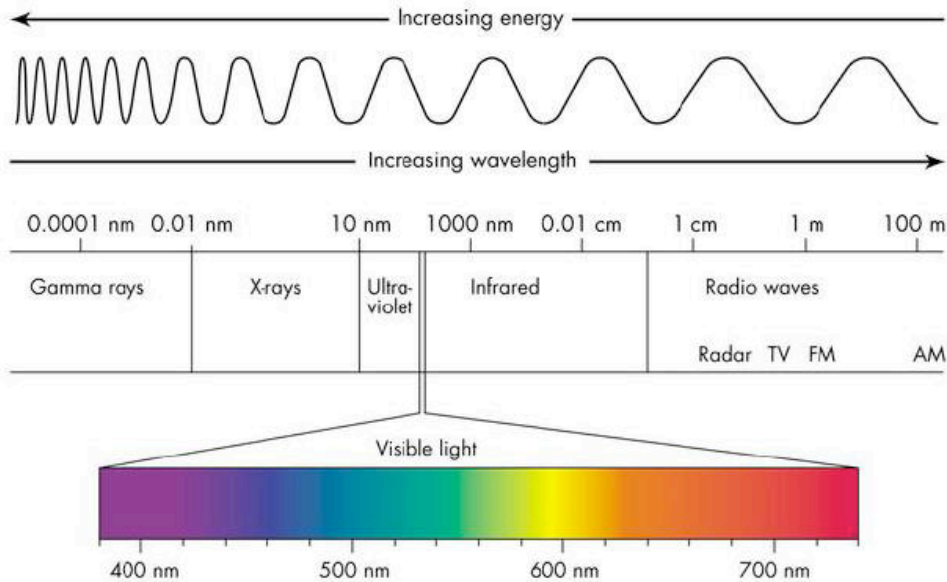 Increasing energy
Increasing wavelength
0.0001 nm 0.01 nm 10 nm 1000 nm 0.01 cm 1 cm 1 m 100 m
Gamma rays X-rays Ultra-
violet Infrared Radio waves
Radar TV FM AM
Visible light
400 nm 500 nm 600 nm 700 nm